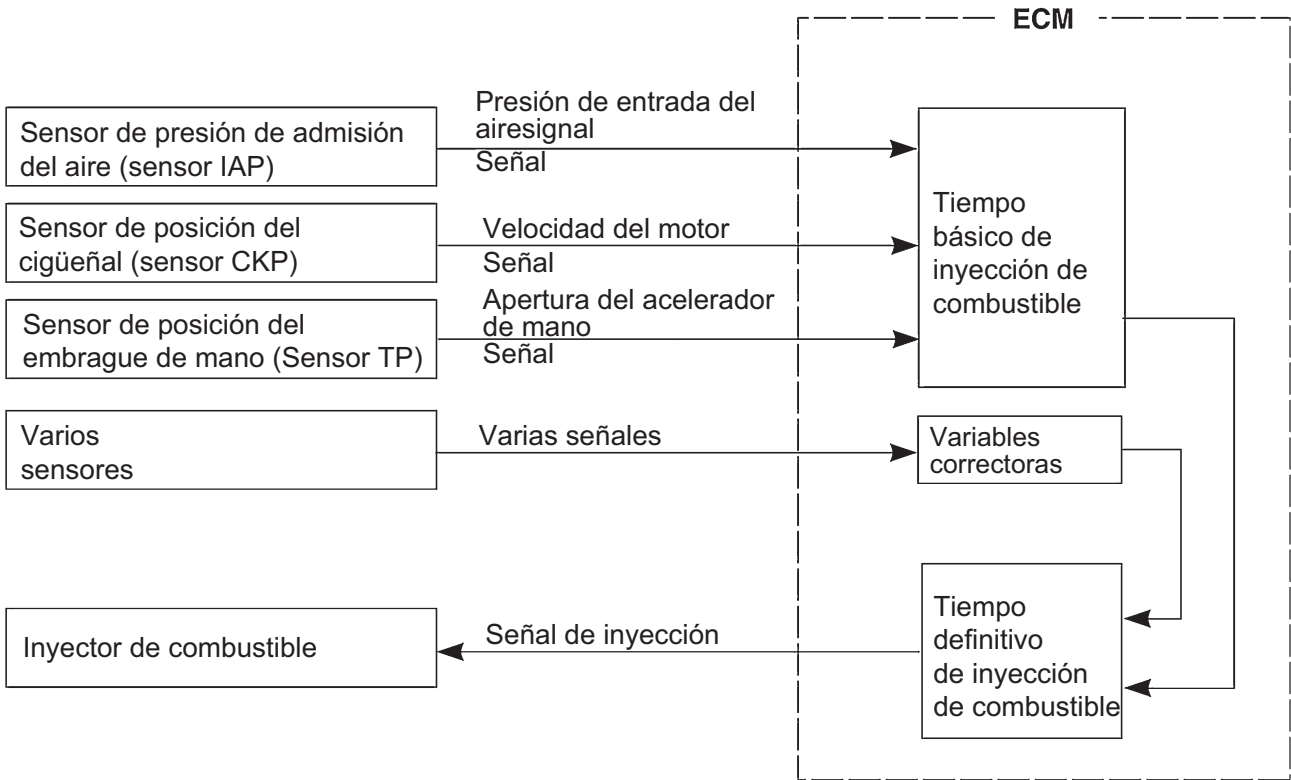 ECM
Sensor de presión de admisión
del aire (sensor IAP)
Presión de entrada del
airesignal
Señal
Sensor de posición del
cigüeñal (sensor CKP)
Velocidad del motor
Señal
Sensor de posición del
embrague de mano (Sensor TP)
Apertura del acelerador
de mano
Señal
Tiempo
básico de
inyección de
combustible
Varios
sensores
Varias señales
Variables
correctoras
Inyector de combustible
Señal de inyección
Tiempo
definitivo
de inyección
de combustible